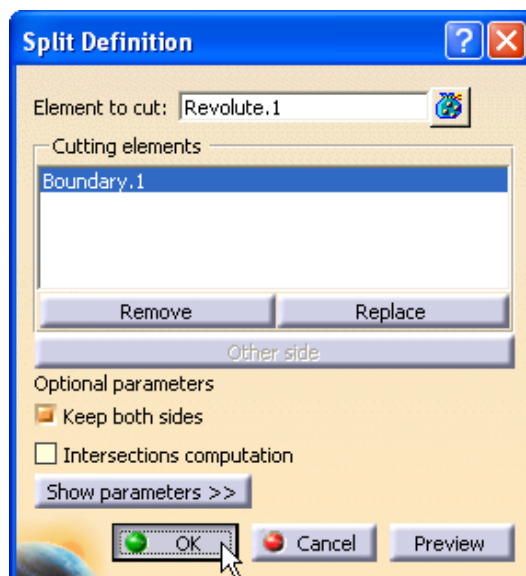 Split Definition
?
Element to cut: Revolute.1
Cutting elements
Boundary.1
Remove Replace
Other side
Optional parameters
Keep both sides
Intersections computation
Show parameters >>
OK Cancel Preview